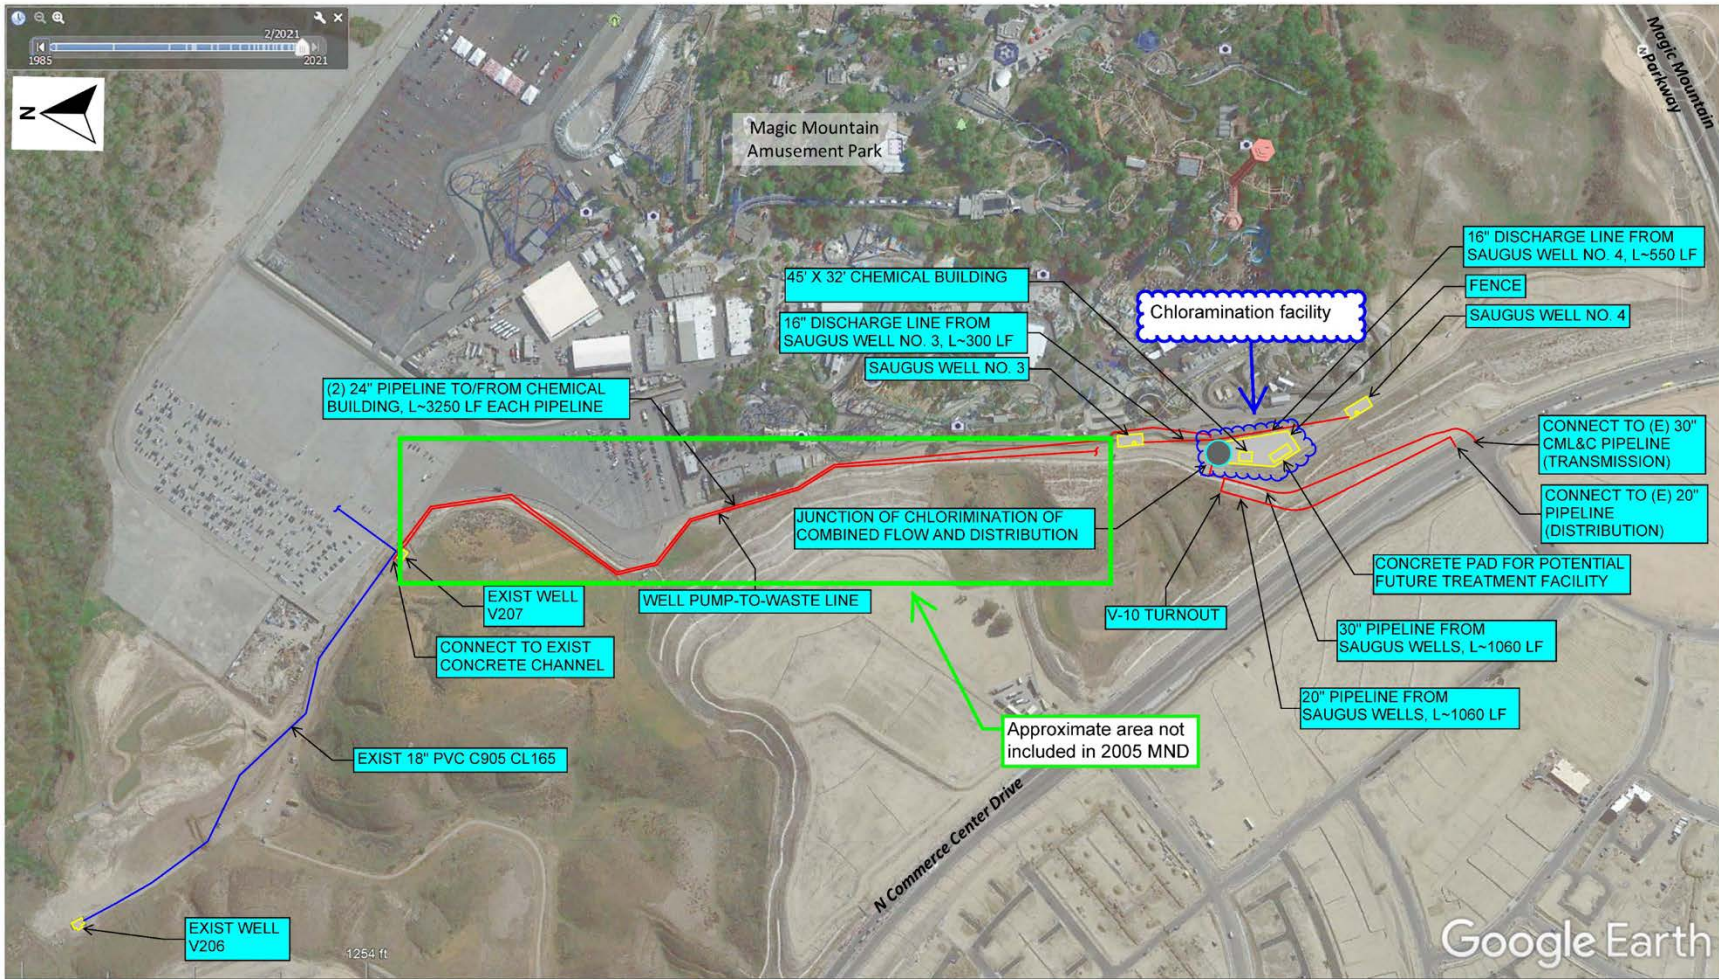 2/2021
1985
2021
N
Magic Mountain
Parkway
Magic Mountain
Amusement Park
16" DISCHARGE LINE FROM
SAUGUS WELL NO. 4, L~550 LF
45' X 32' CHEMICAL BUILDING
FENCE
Chloramination facility
16" DISCHARGE LINE FROM
SAUGUS WELL NO. 3, L~300 LF
SAUGUS WELL NO. 4
SAUGUS WELL NO. 3
(2) 24" PIPELINE TO/FROM CHEMICAL
BUILDING, L~3250 LF EACH PIPELINE
CONNECT TO (E) 30"
CML&C PIPELINE
(TRANSMISSION)
CONNECT TO (E) 20"
PIPELINE
(DISTRIBUTION)
JUNCTION OF CHLORIMINATION OF
COMBINED FLOW AND DISTRIBUTION
CONCRETE PAD FOR POTENTIAL
FUTURE TREATMENT FACILITY
EXIST WELL
V207
WELL PUMP-TO-WASTE LINE
V-10 TURNOUT
30" PIPELINE FROM
SAUGUS WELLS, L~1060 LF
CONNECT TO EXIST
CONCRETE CHANNEL
20" PIPELINE FROM
SAUGUS WELLS, L~1060 LF
Approximate area not
included in 2005 MND
EXIST 18" PVC C905 CL165
N Commerce Center Drive
EXIST WELL
V206
1254 ft
Google Earth